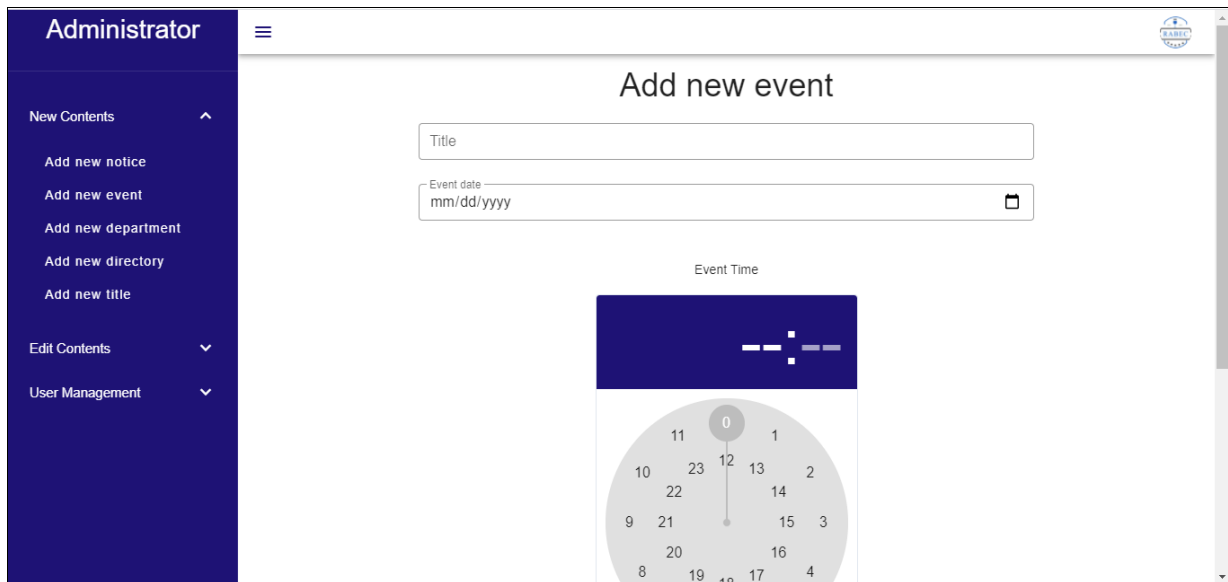 Administrator
RABEC
New Contents
Add new notice
Add new event
Add new department
Add new directory
Add new title
Edit Contents
User Management
Add new event
Title
Event date
mm/dd/yyyy
Event Time
--:--
0
11 1
12
23 13
10 2
22 14
9 21 15 3
20 16
8 4
19 17
18